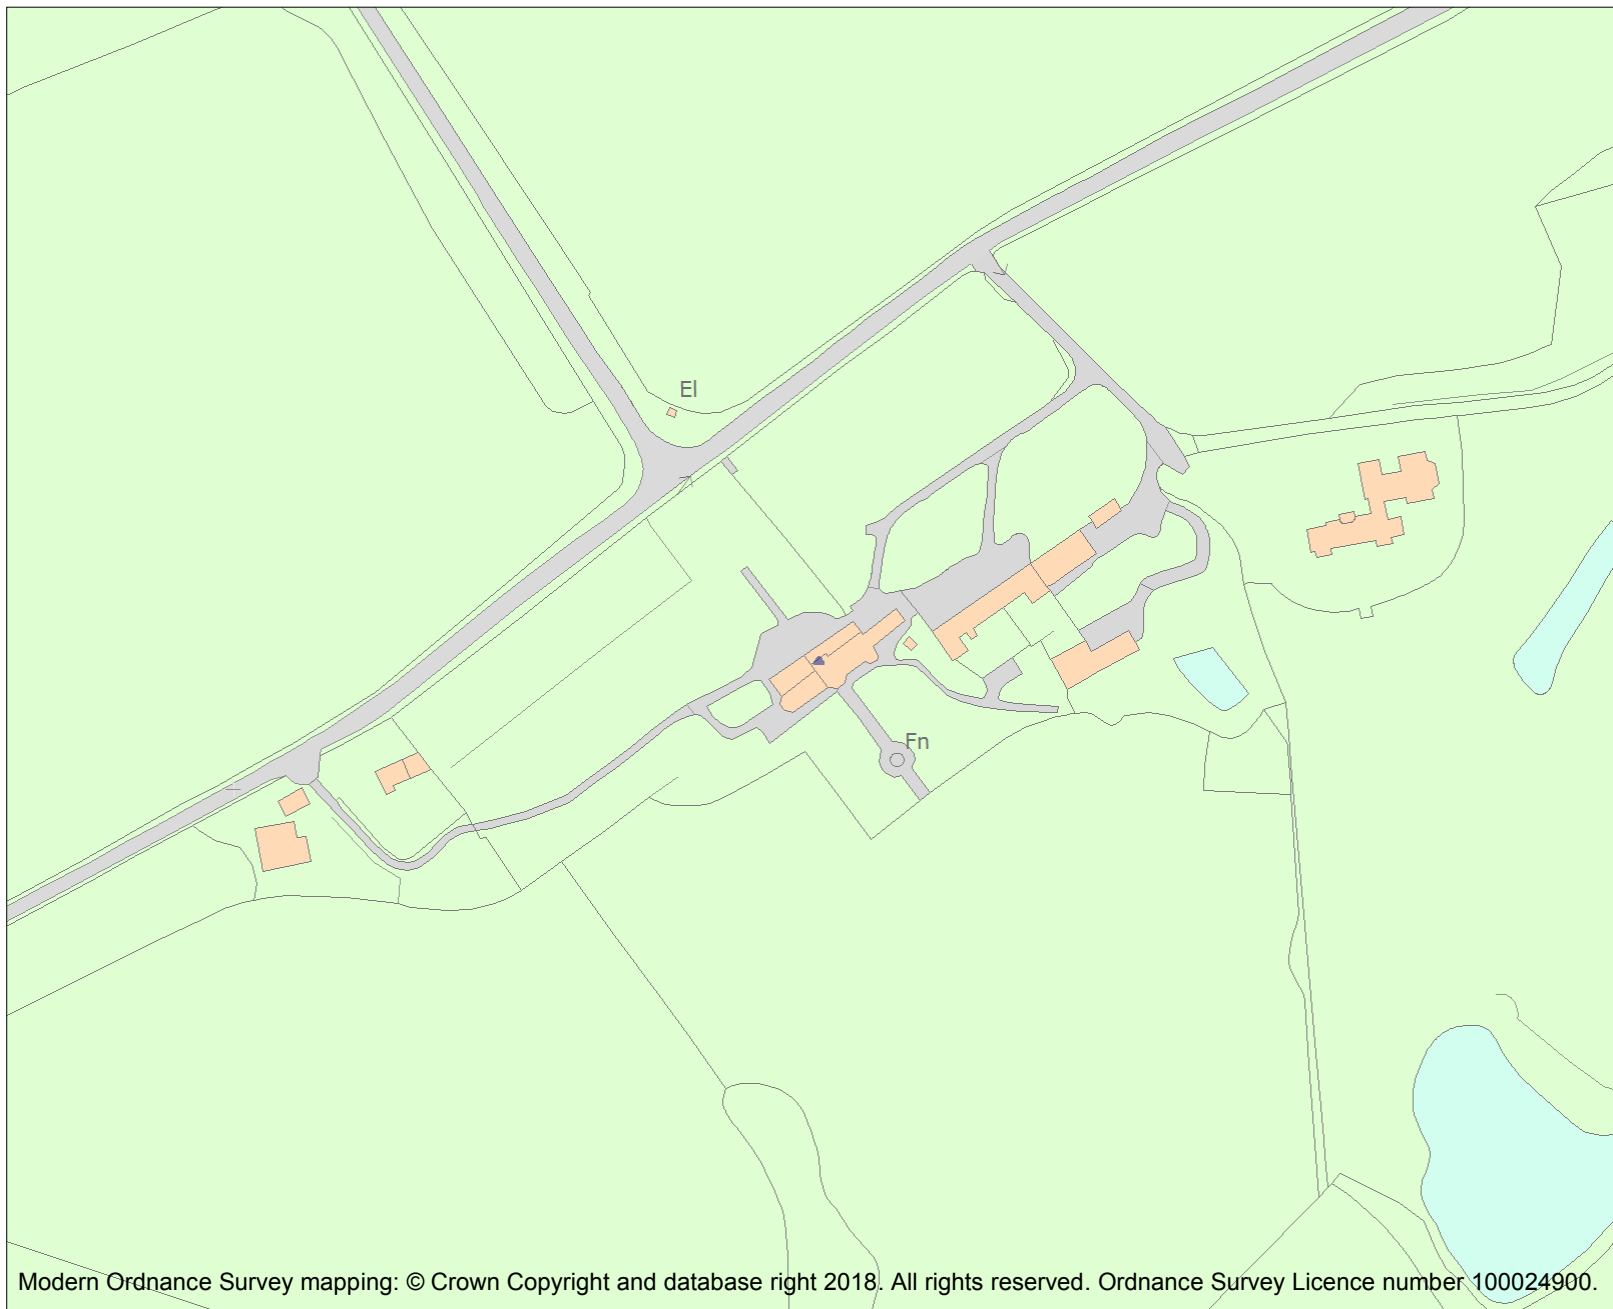 El
Fn
Modern Ordnance Survey mapping: © Crown Copyright and database right 2018. All rights reserved. Ordnance Survey Licence number 100024900.